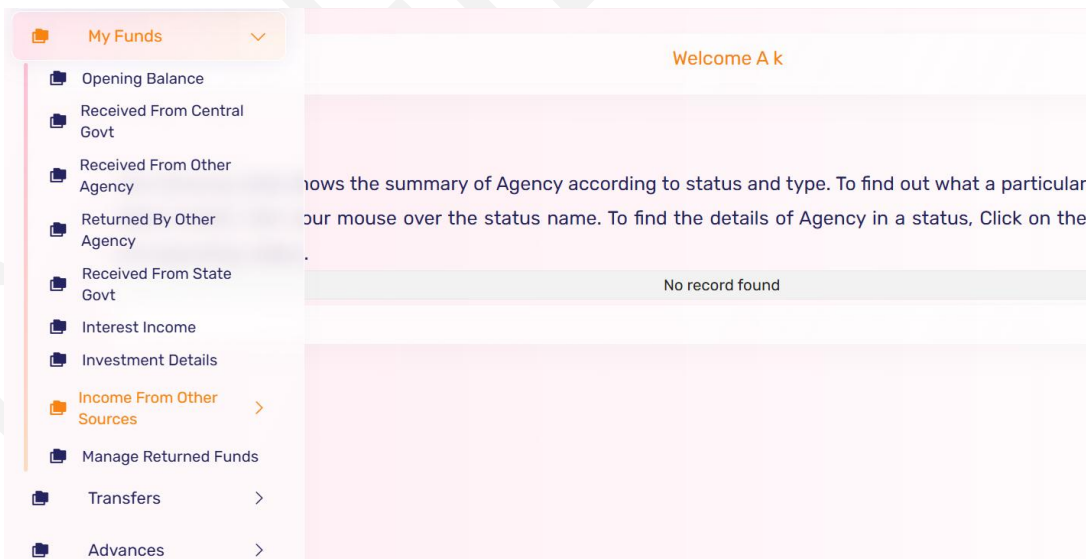 My Funds
Opening Balance
Received From Central
Govt
Received From Other
Agency
Returned By Other
Agency
Received From State
Govt
Interest Income
Investment Details
Income From Other
Sources
Manage Returned Funds
Transfers
Advances
Welcome A k
the summary of Agency according to status and type. To find out what a particular
mouse over the status name. To find the details of Agency in a status, Click on the
No record found